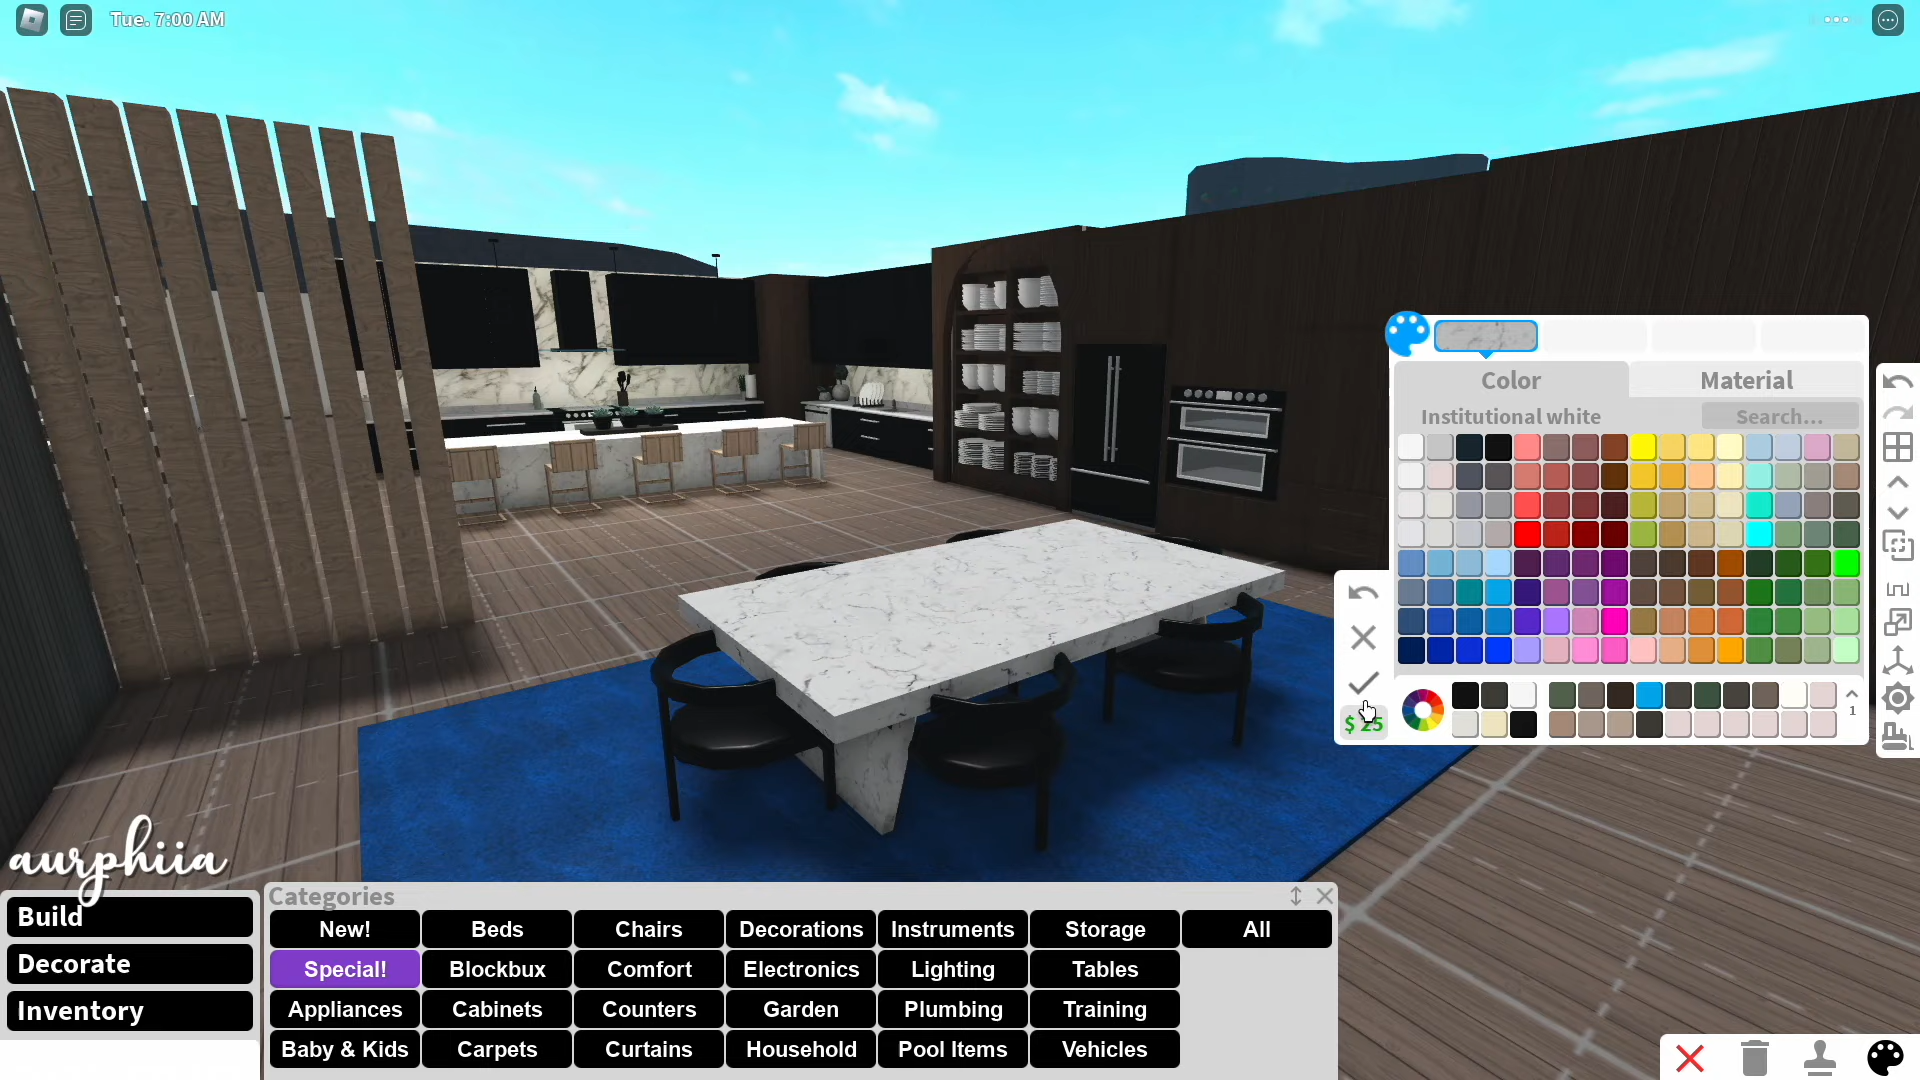 Tue. 7:00 AM
Color
Material
Institutional white
Search...
$ 25
1
aurphiia
Build
Decorate
Inventory
Categories
New!
Beds
Chairs
Decorations
Instruments
Storage
All
Special!
Blockbux
Comfort
Electronics
Lighting
Tables
Appliances
Cabinets
Counters
Garden
Plumbing
Training
Baby & Kids
Carpets
Curtains
Household
Pool Items
Vehicles